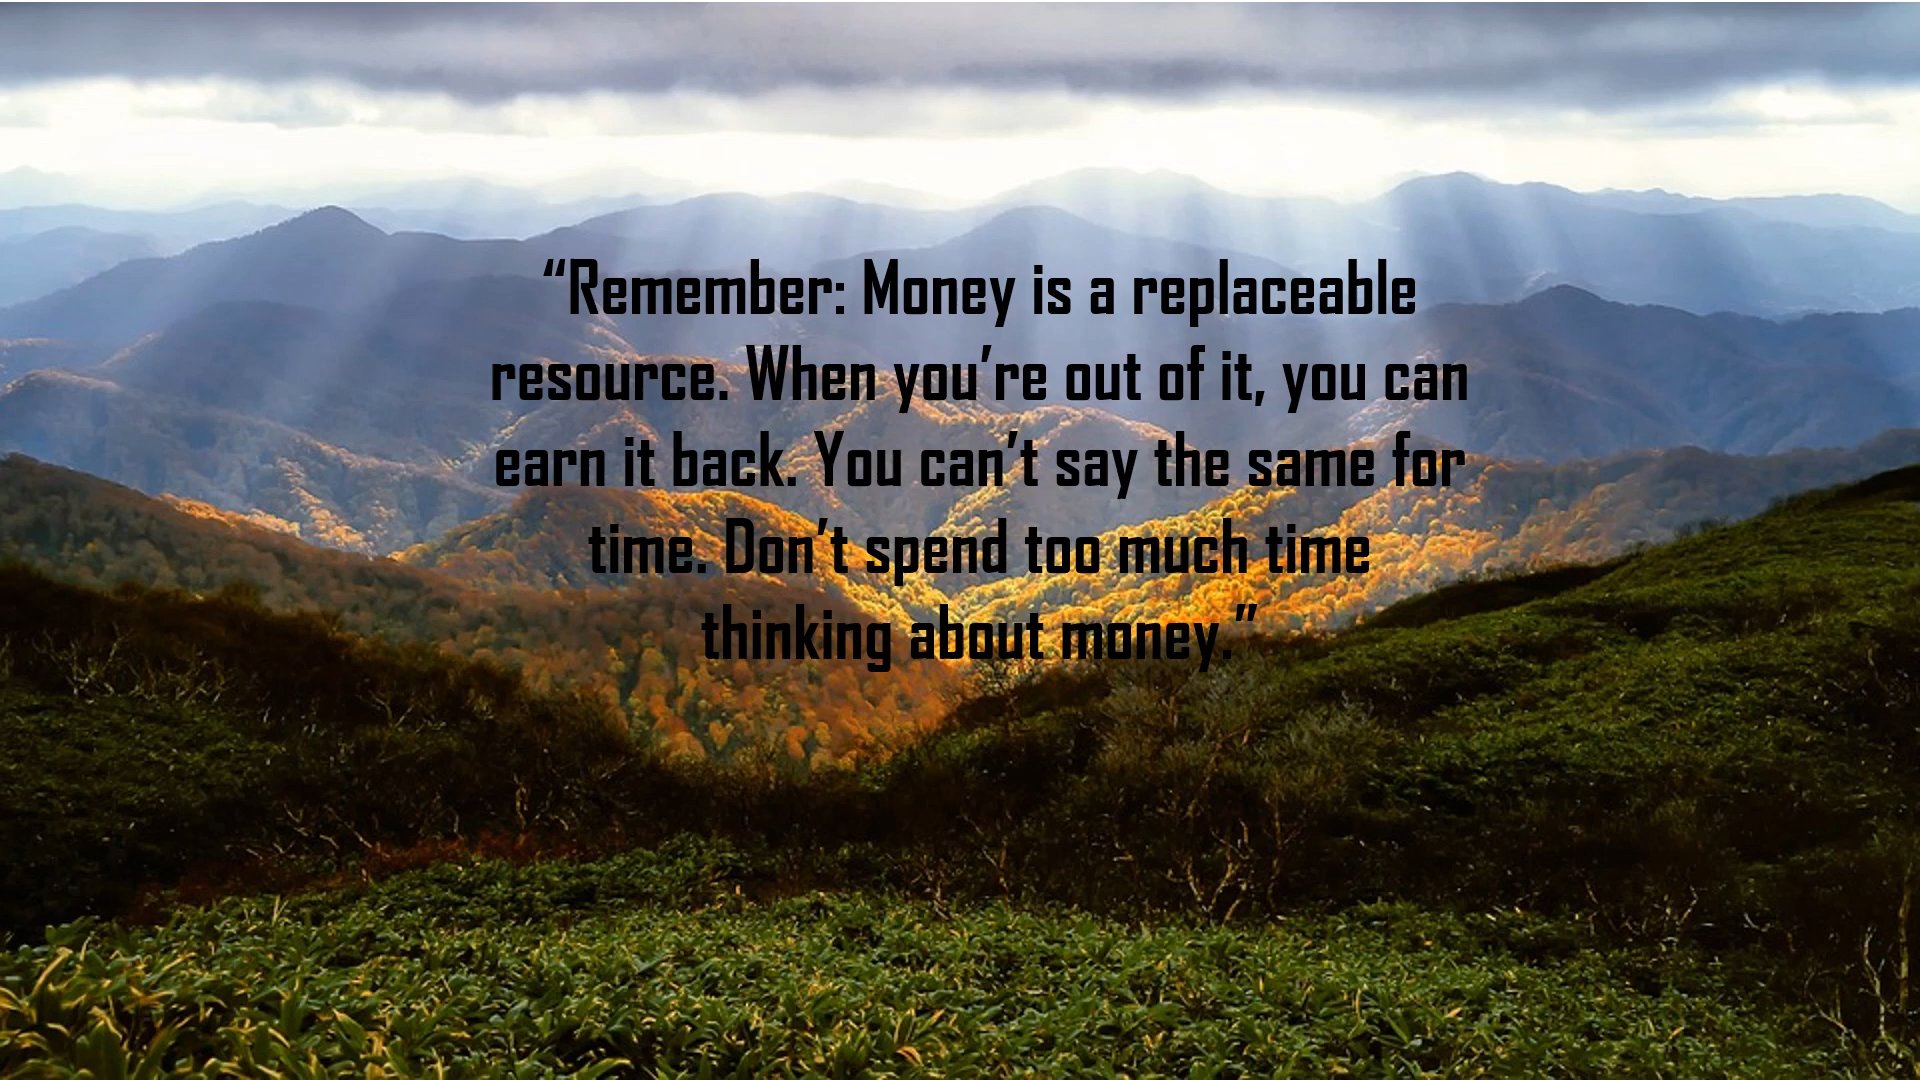 “Remember: Money is a replaceable
resource. When you’re out of it, you can
earn it back. You can’t say the same for
time. Don’t spend too much time
thinking about money.”